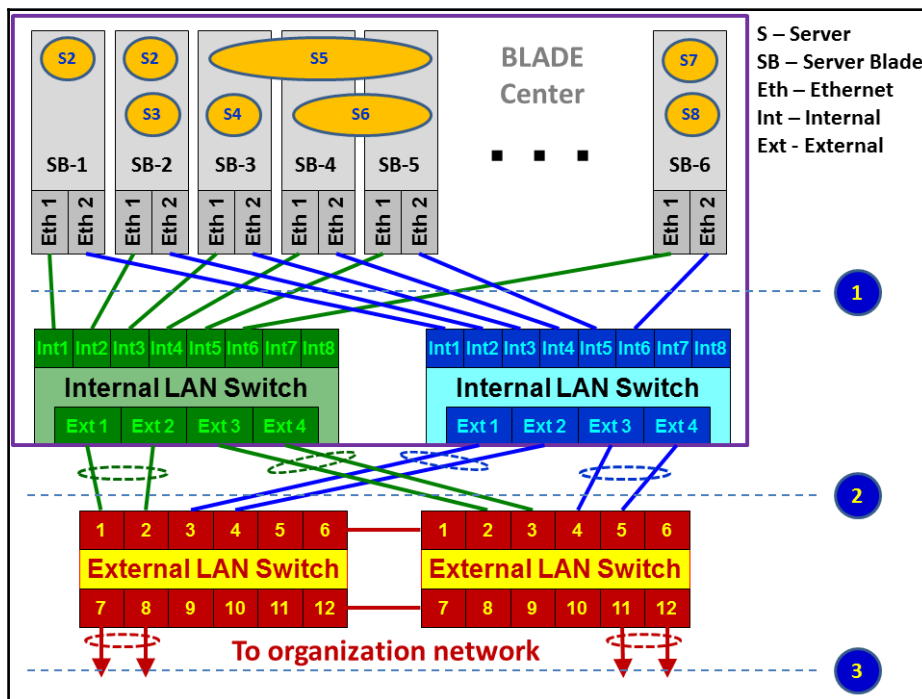 S2 S2 S5 S7
S3 S4 S6 S8
BLADE
Center
S – Server
SB – Server Blade
Eth – Ethernet
Int – Internal
Ext - External
SB-1 SB-2 SB-3 SB-4 SB-5 . . . SB-6
Eth 1 Eth 2 Eth 1 Eth 2 Eth 1 Eth 2 Eth 1 Eth 2 Eth 1 Eth 2 Eth 1 Eth 2
1
Int1 Int2 Int3 Int4 Int5 Int6 Int7 Int8
Internal LAN Switch
Ext 1 Ext 2 Ext 3 Ext 4
Int1 Int2 Int3 Int4 Int5 Int6 Int7 Int8
Internal LAN Switch
Ext 1 Ext 2 Ext 3 Ext 4
2
1 2 3 4 5 6
External LAN Switch
7 8 9 10 11 12
1 2 3 4 5 6
External LAN Switch
7 8 9 10 11 12
To organization network
3